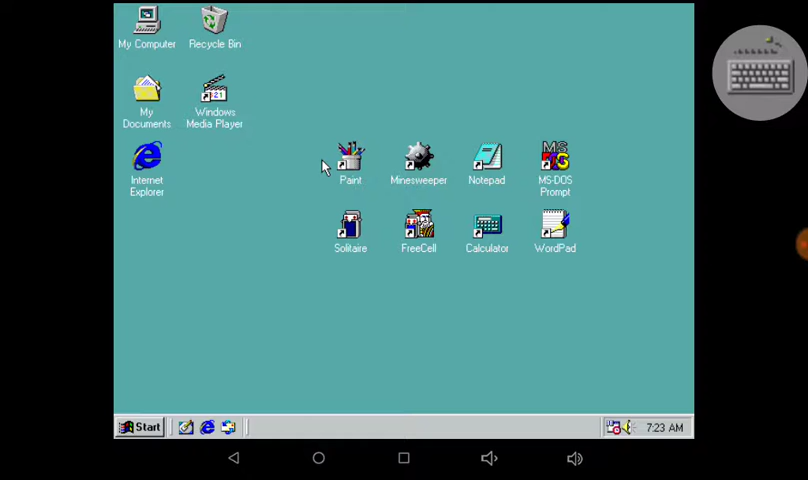 My Computer
Recycle Bin
My
Documents
Windows
Media Player
Internet
Explorer
Paint
Minesweeper
Notepad
MS-DOS
Prompt
Solitaire
FreeCell
Calculator
WordPad
Start
7:23 AM